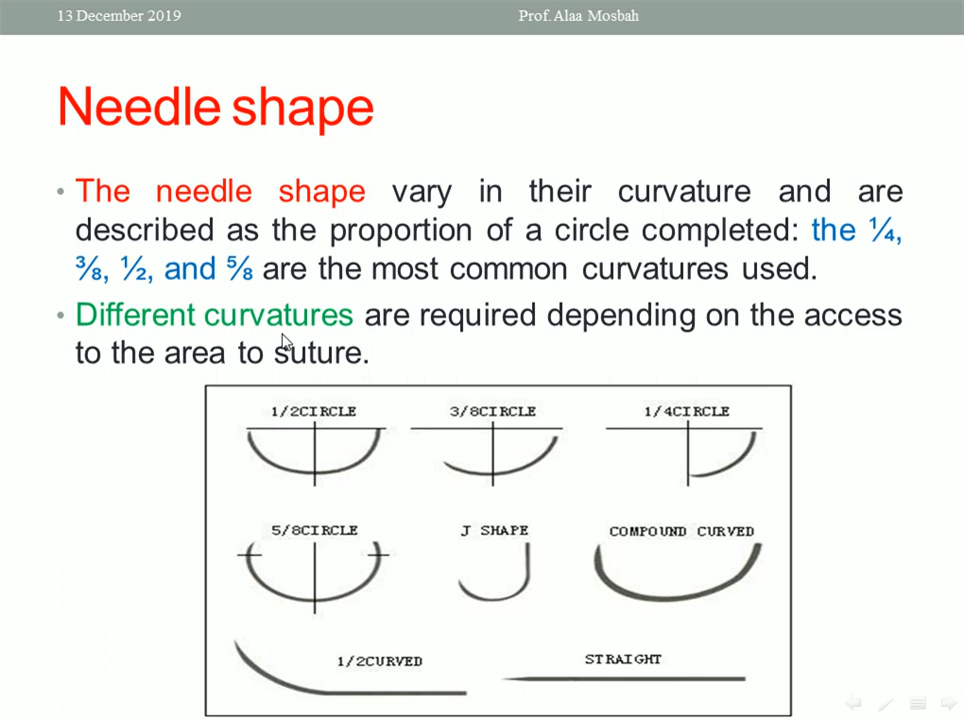 13 December 2019 Prof. Alaa Mosbah
Needle shape
• The needle shape vary in their curvature and are
described as the proportion of a circle completed: the ¼,
⅜, ½, and ⅝ are the most common curvatures used.
• Different curvatures are required depending on the access
to the area to suture.
1/2CIRCLE 3/8CIRCLE 1/4CIRCLE
5/8CIRCLE J SHAPE COMPOUND CURVED
1/2CURVED STRAIGHT